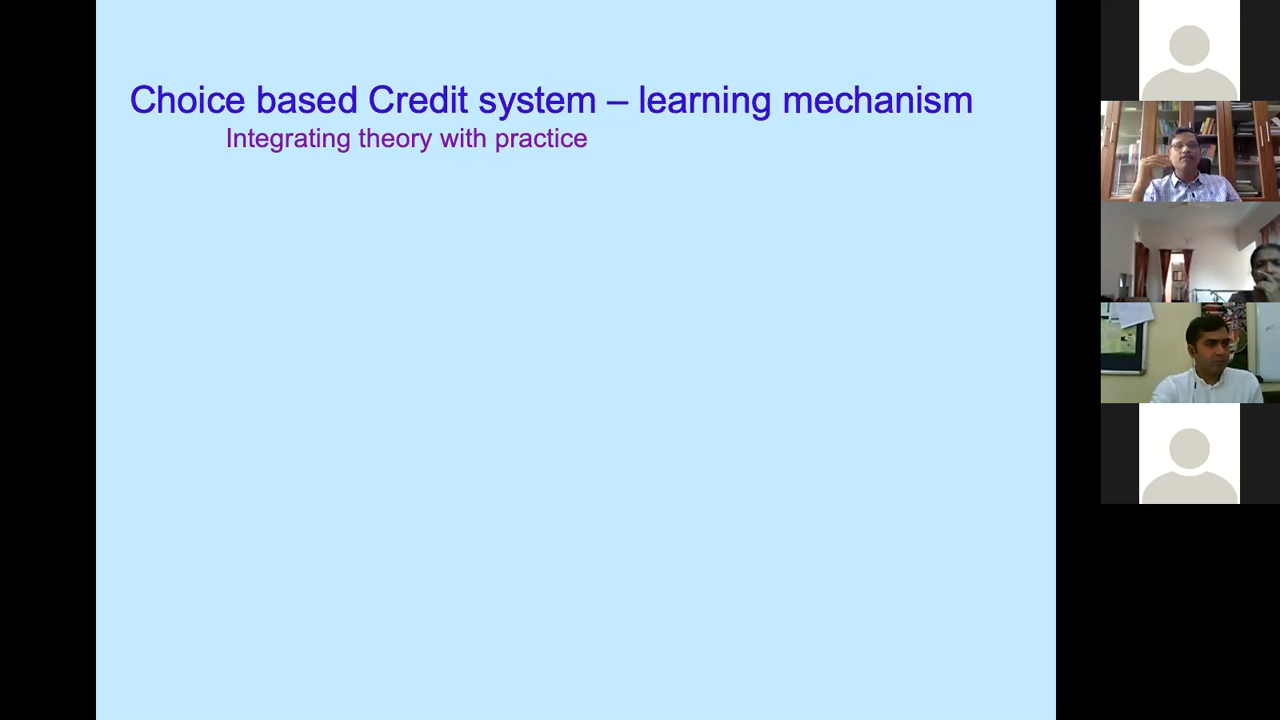 Choice based Credit system – learning mechanism
Integrating theory with practice